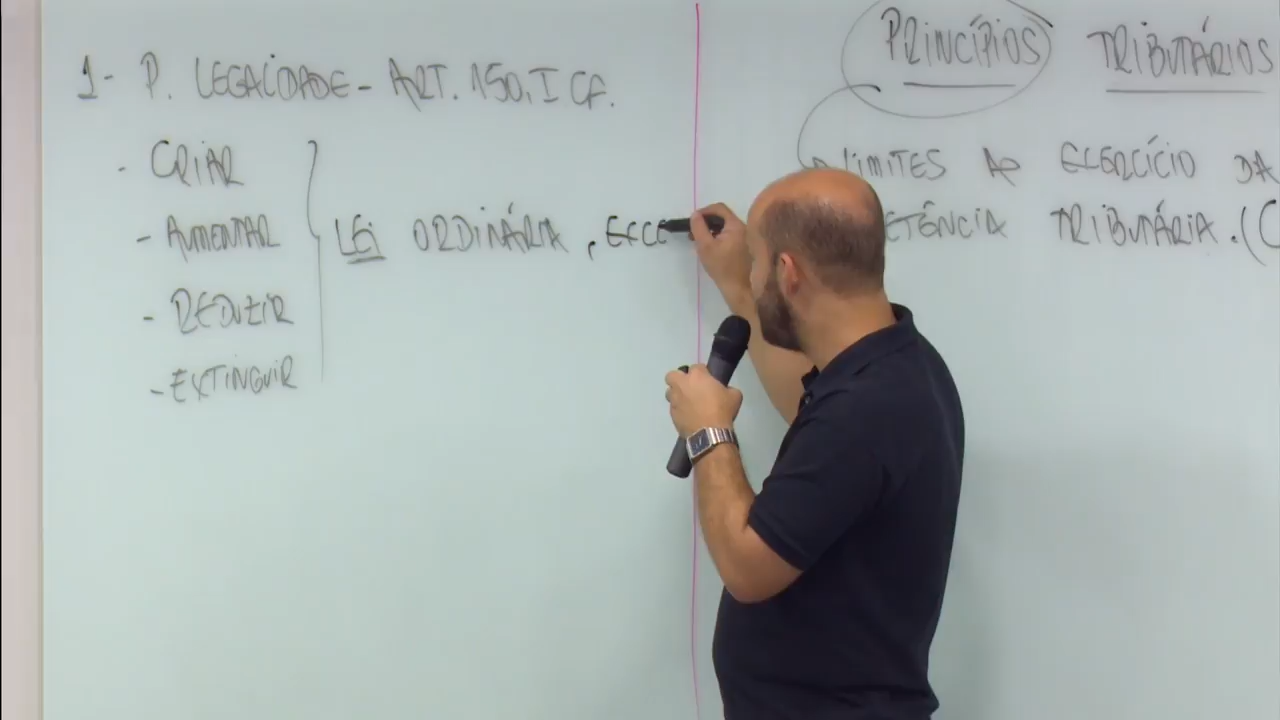 1- P. LEGALIDADE - ART. 150, I CF.
- CRIAR
- AUMENTAR
- REDUZIR
- EXTINGUIR
LEI ORDINÁRIA, EXCE
PRINCÍPIOS TRIBUTÁRIOS
LIMITES AO EXERCÍCIO DA
ETÊNCIA TRIBUTÁRIA. (